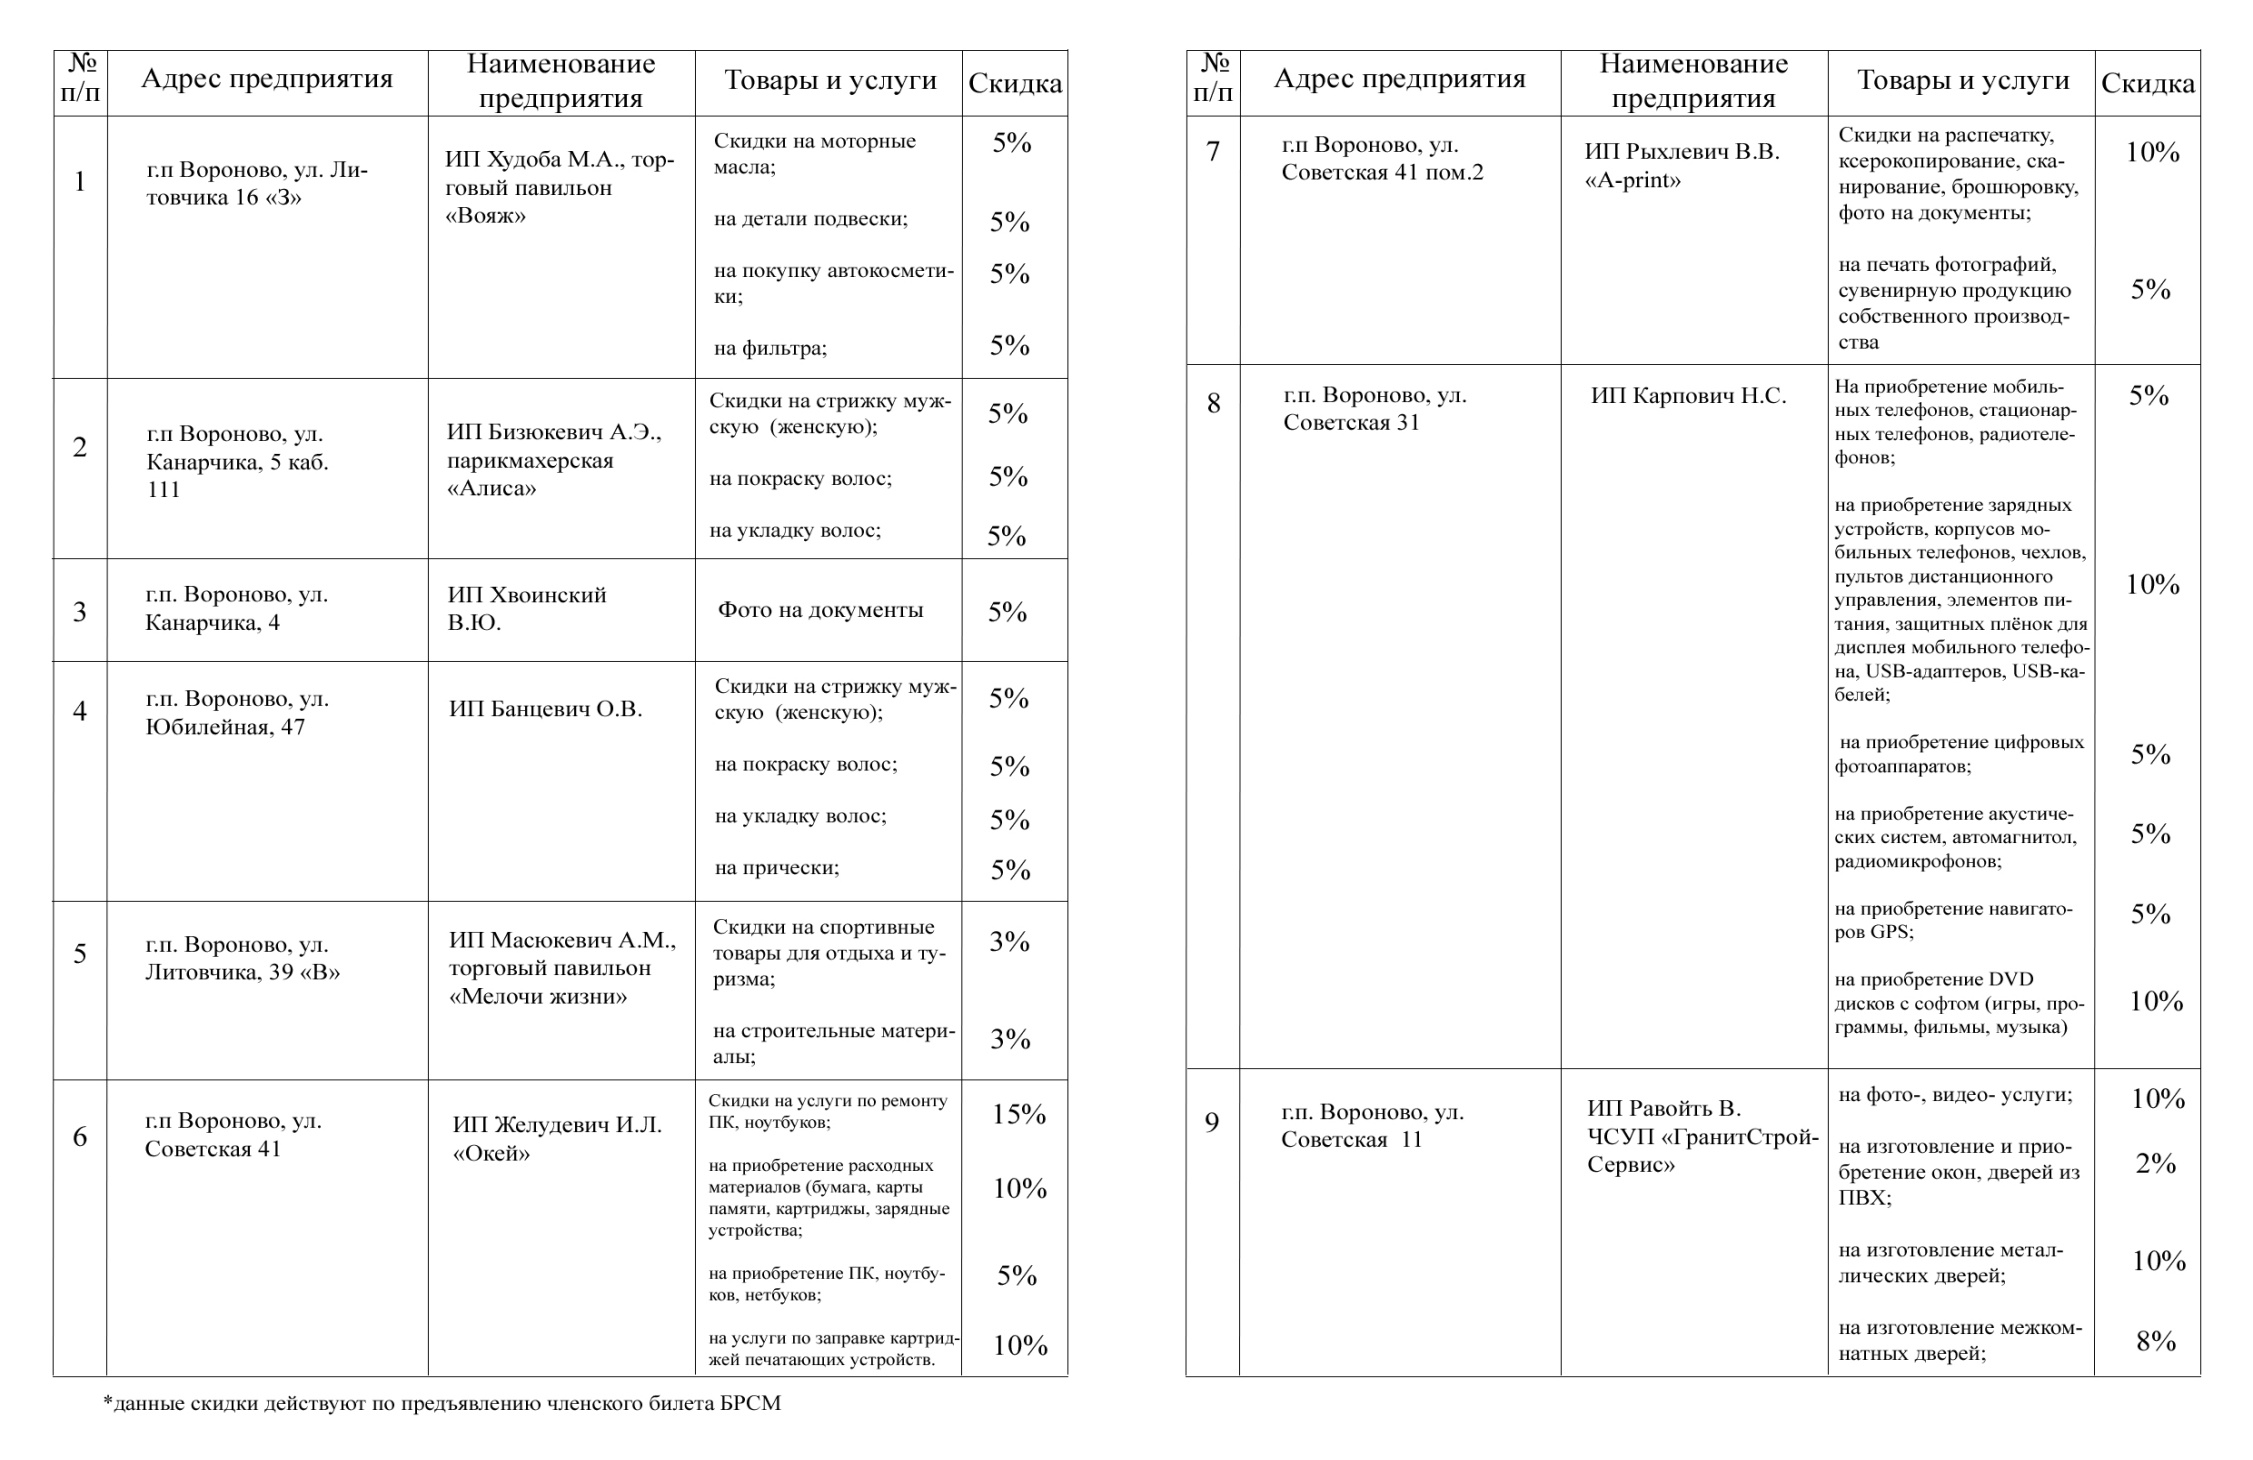 №
п/п
Адрес предприятия
Наименование
предприятия
Товары и услуги
Скидка
1
г.п Вороново, ул. Ли-
товчика 16 «З»
ИП Худоба М.А., тор-
говый павильон
«Вояж»
Скидки на моторные
масла;
5%
на детали подвески;
5%
на покупку автокосмети-
ки;
5%
на фильтра;
5%
2
г.п Вороново, ул.
Канарчика, 5 каб.
111
ИП Бизюкевич А.Э.,
парикмахерская
«Алиса»
Скидки на стрижку муж-
скую (женскую);
5%
на покраску волос;
5%
на укладку волос;
5%
3
г.п. Вороново, ул.
Канарчика, 4
ИП Хвоинский
В.Ю.
Фото на документы
5%
4
г.п. Вороново, ул.
Юбилейная, 47
ИП Банцевич О.В.
Скидки на стрижку муж-
скую (женскую);
5%
на покраску волос;
5%
на укладку волос;
5%
на прически;
5%
5
г.п. Вороново, ул.
Литовчика, 39 «В»
ИП Масюкевич А.М.,
торговый павильон
«Мелочи жизни»
Скидки на спортивные
товары для отдыха и ту-
ризма;
3%
на строительные матери-
алы;
3%
6
г.п Вороново, ул.
Советская 41
ИП Желудевич И.Л.
«Окей»
Скидки на услуги по ремонту
ПК, ноутбуков;
15%
на приобретение расходных
материалов (бумага, карты
памяти, картриджы, зарядные
устройства;
10%
на приобретение ПК, ноутбу-
ков, нетбуков;
5%
на услуги по заправке картрид-
жей печатающих устройств.
10%
*данные скидки действуют по предъявлению членского билета БРСМ
№
п/п
Адрес предприятия
Наименование
предприятия
Товары и услуги
Скидка
7
г.п Вороново, ул.
Советская 41 пом.2
ИП Рыхлевич В.В.
«A-print»
Скидки на распечатку,
ксерокопирование, ска-
нирование, брошюровку,
фото на документы;
10%
на печать фотографий,
сувенирную продукцию
собственного производ-
ства
5%
8
г.п. Вороново, ул.
Советская 31
ИП Карпович Н.С.
На приобретение мобиль-
ных телефонов, стационар-
ных телефонов, радиотеле-
фонов;
5%
на приобретение зарядных
устройств, корпусов мо-
бильных телефонов, чехлов,
пультов дистанционного
управления, элементов пи-
тания, защитных плёнок для
дисплея мобильного телефо-
на, USB-адаптеров, USB-ка-
белей;
10%
на приобретение цифровых
фотоаппаратов;
5%
на приобретение акустиче-
ских систем, автомагнитол,
радиомикрофонов;
5%
на приобретение навигато-
ров GPS;
5%
на приобретение DVD
дисков с софтом (игры, про-
граммы, фильмы, музыка)
10%
9
г.п. Вороново, ул.
Советская 11
ИП Равойть В.
ЧСУП «ГранитСтрой-
Сервис»
на фото-, видео- услуги;
10%
на изготовление и прио-
бретение окон, дверей из
ПВХ;
2%
на изготовление метал-
лических дверей;
10%
на изготовление межком-
натных дверей;
8%